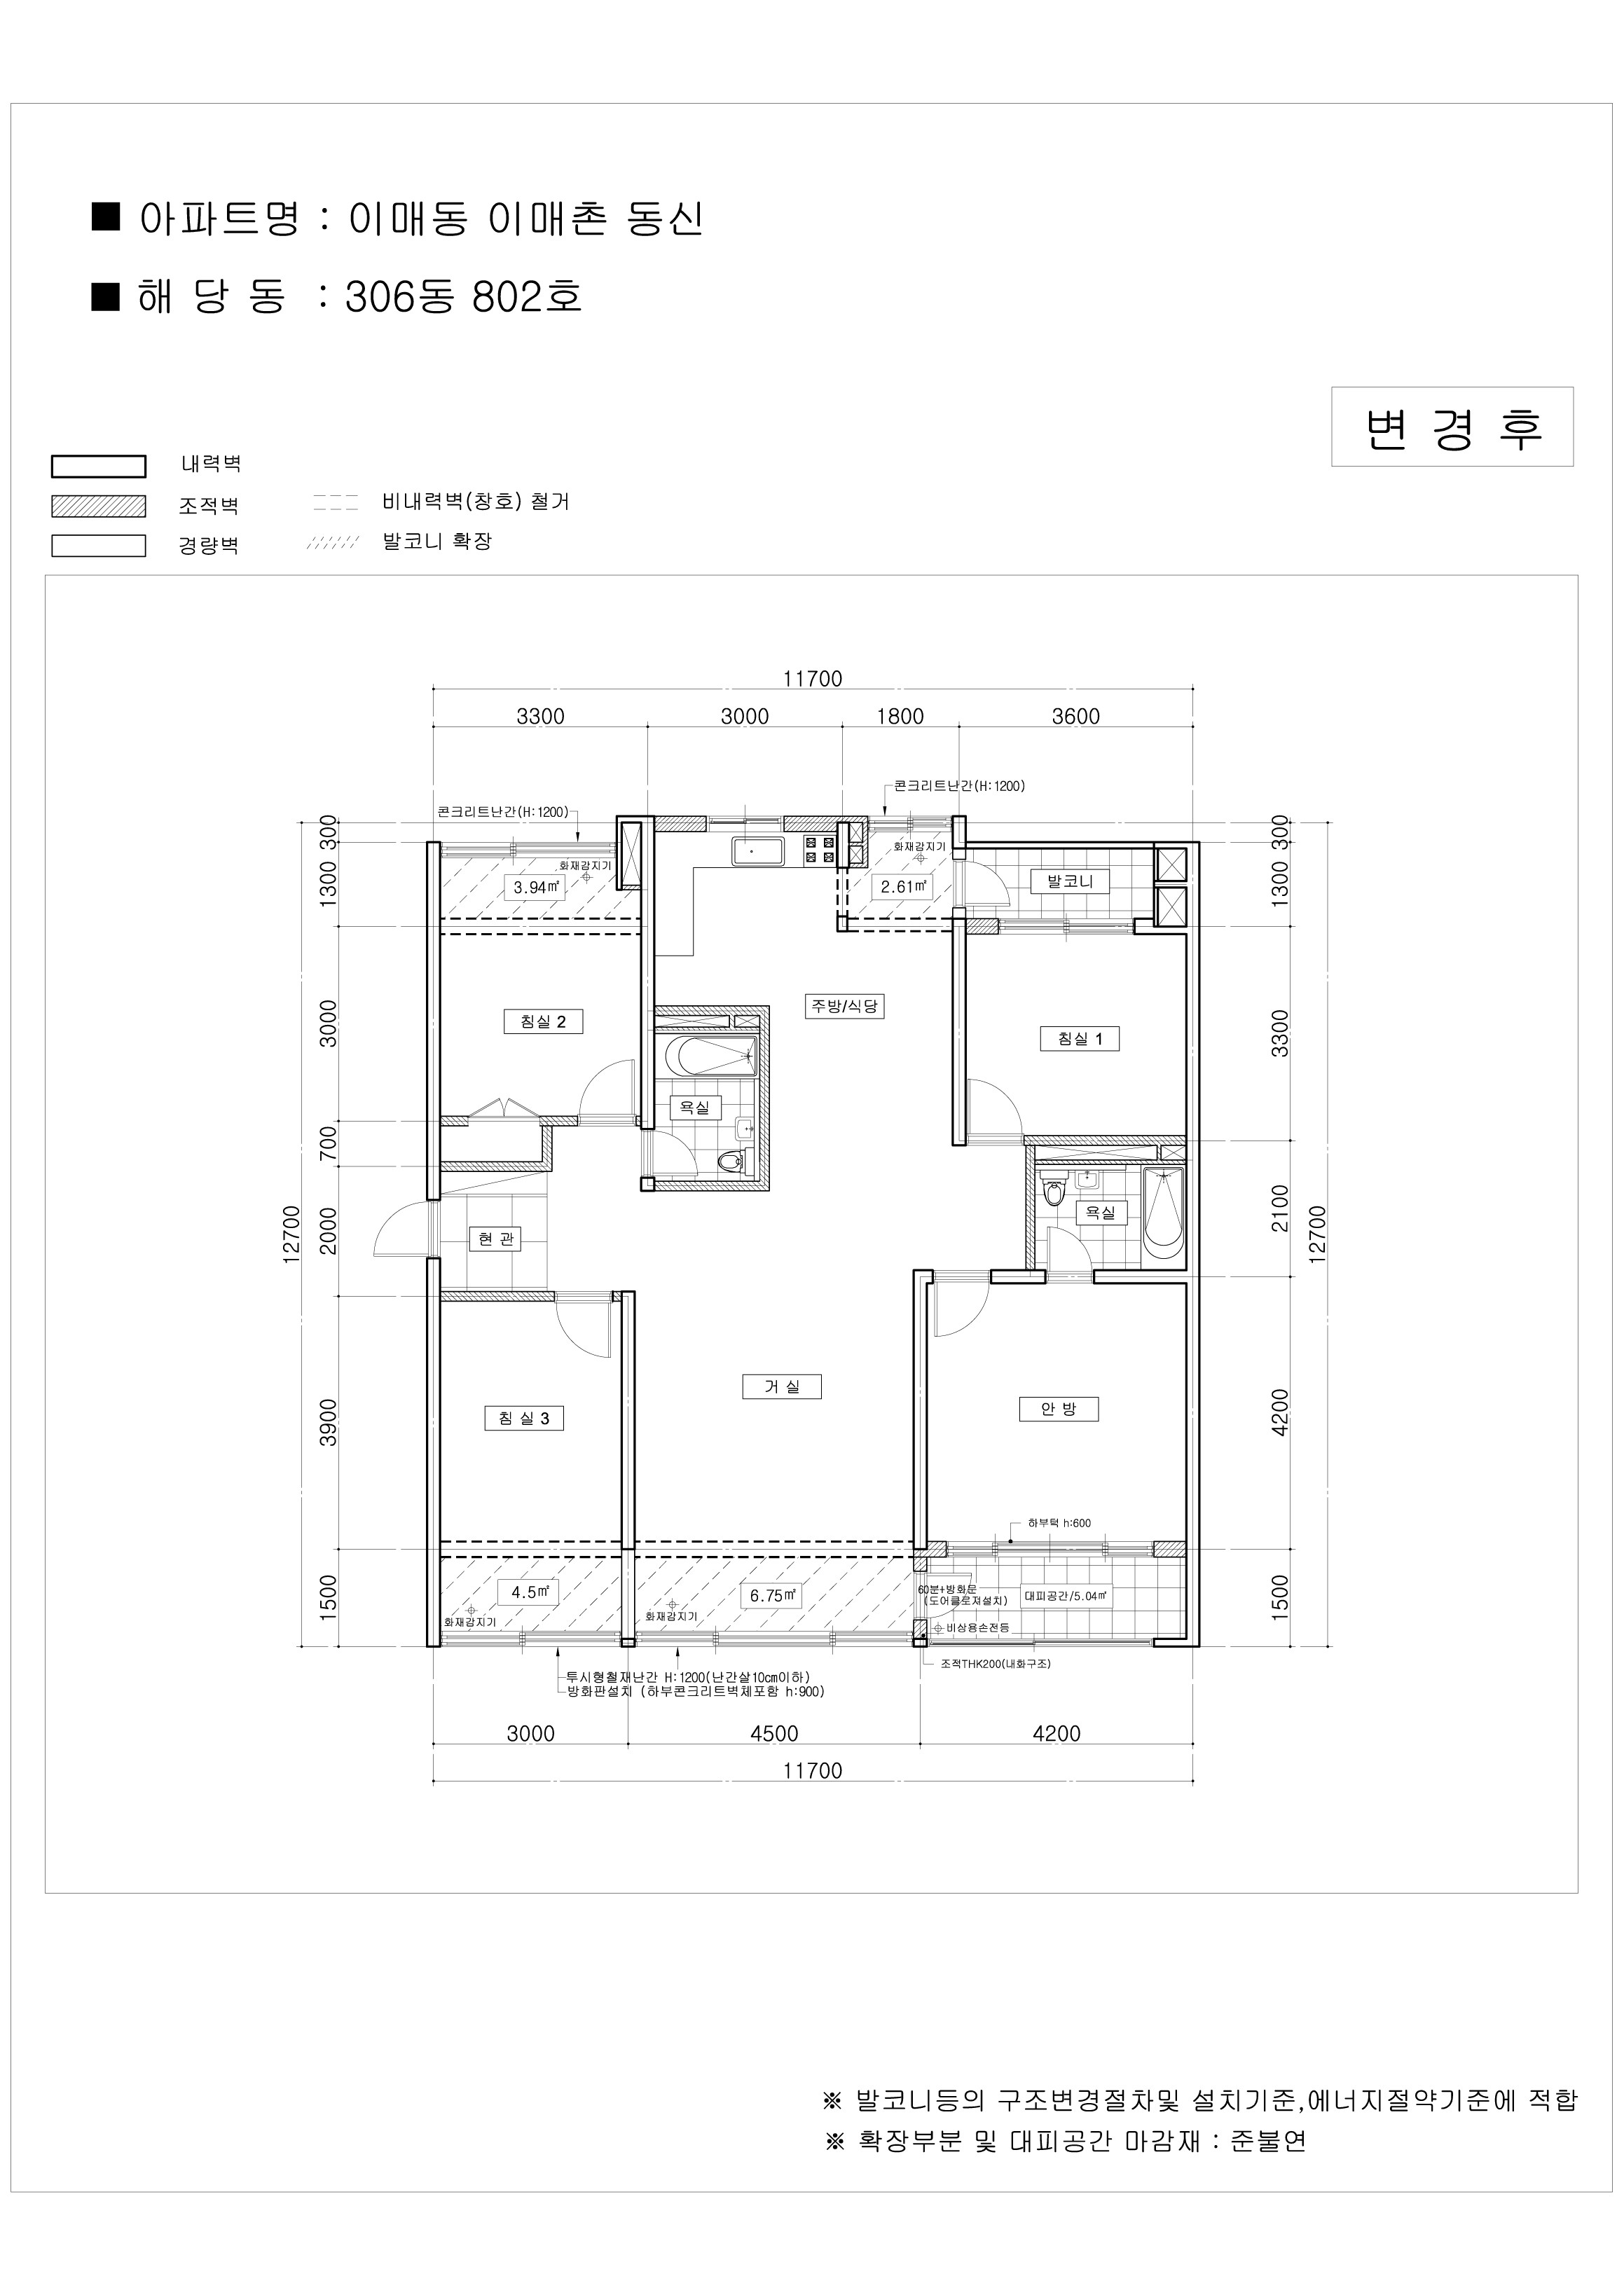 ■ 아파트명 : 이매동 이매촌 동신
■ 해 당 동 : 306동 802호
변 경 후
내력벽
조적벽
경량벽
비내력벽(창호) 철거
발코니 확장
11700
3300
3000
1800
3600
콘크리트난간(H:1200)
콘크리트난간(H:1200)
300
1300
3000
700
2000
3900
1500
12700
300
1300
3300
2100
4200
1500
12700
화재감지기
3.94㎡
화재감지기
2.61㎡
발코니
침실 2
주방/식당
침실 1
욕실
욕실
현 관
거 실
안 방
침 실 3
하부턱 h:600
4.5㎡
화재감지기
6.75㎡
화재감지기
60분+방화문
(도어클로져설치)
대피공간/5.04㎡
비상용손전등
조적THK200(내화구조)
투시형철재난간 H:1200(난간살10cm이하)
방화판설치 (하부콘크리트벽체포함 h:900)
3000
4500
4200
11700
※ 발코니등의 구조변경절차및 설치기준,에너지절약기준에 적합
※ 확장부분 및 대피공간 마감재 : 준불연